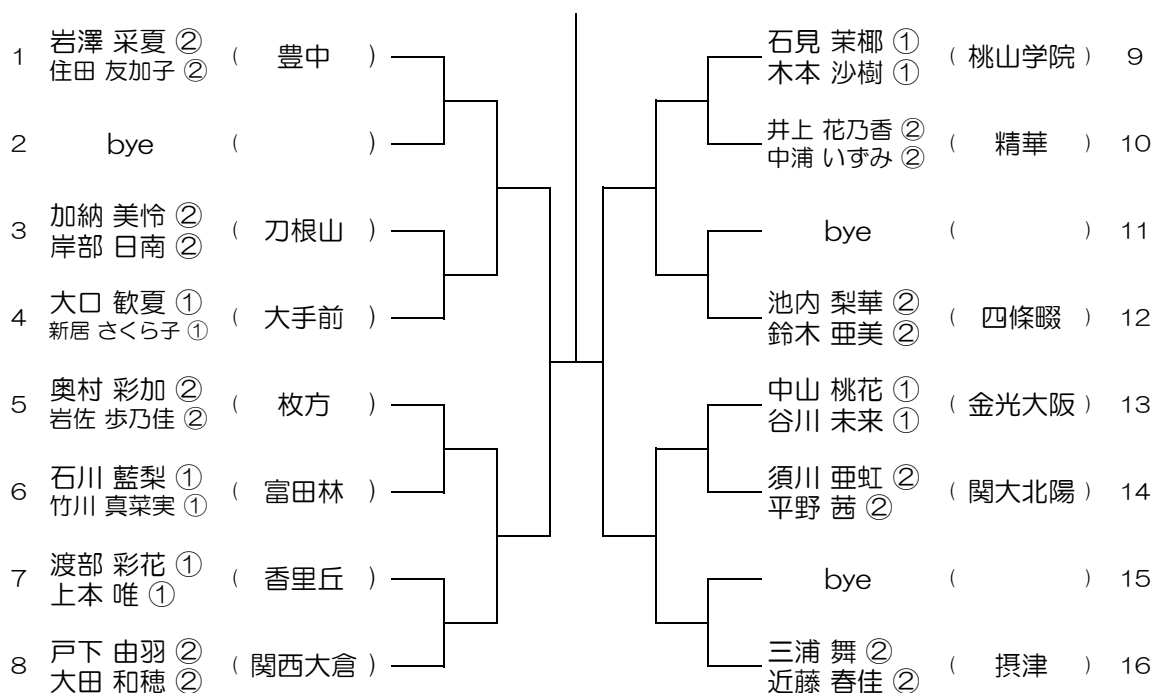 1 岩澤 采夏 ② ( 豊中 )
住田 友加子 ②
2 bye ( )
3 加納 美怜 ② ( 刀根山 )
岸部 日南 ②
4 大口 歓夏 ① ( 大手前 )
新居 さくら子 ①
5 奥村 彩加 ② ( 枚方 )
岩佐 歩乃佳 ②
6 石川 藍梨 ① ( 富田林 )
竹川 真菜実 ①
7 渡部 彩花 ① ( 香里丘 )
上本 唯 ①
8 戸下 由羽 ② ( 関西大倉 )
大田 和穂 ②
石見 茉椰 ① ( 桃山学院 ) 9
木本 沙樹 ①
井上 花乃香 ② ( 精華 ) 10
中浦 いずみ ②
bye ( ) 11
池内 梨華 ② ( 四條畷 ) 12
鈴木 亜美 ②
中山 桃花 ① ( 金光大阪 ) 13
谷川 未来 ①
須川 亜虹 ② ( 関大北陽 ) 14
平野 茜 ②
bye ( ) 15
三浦 舞 ② ( 摂津 ) 16
近藤 春佳 ②